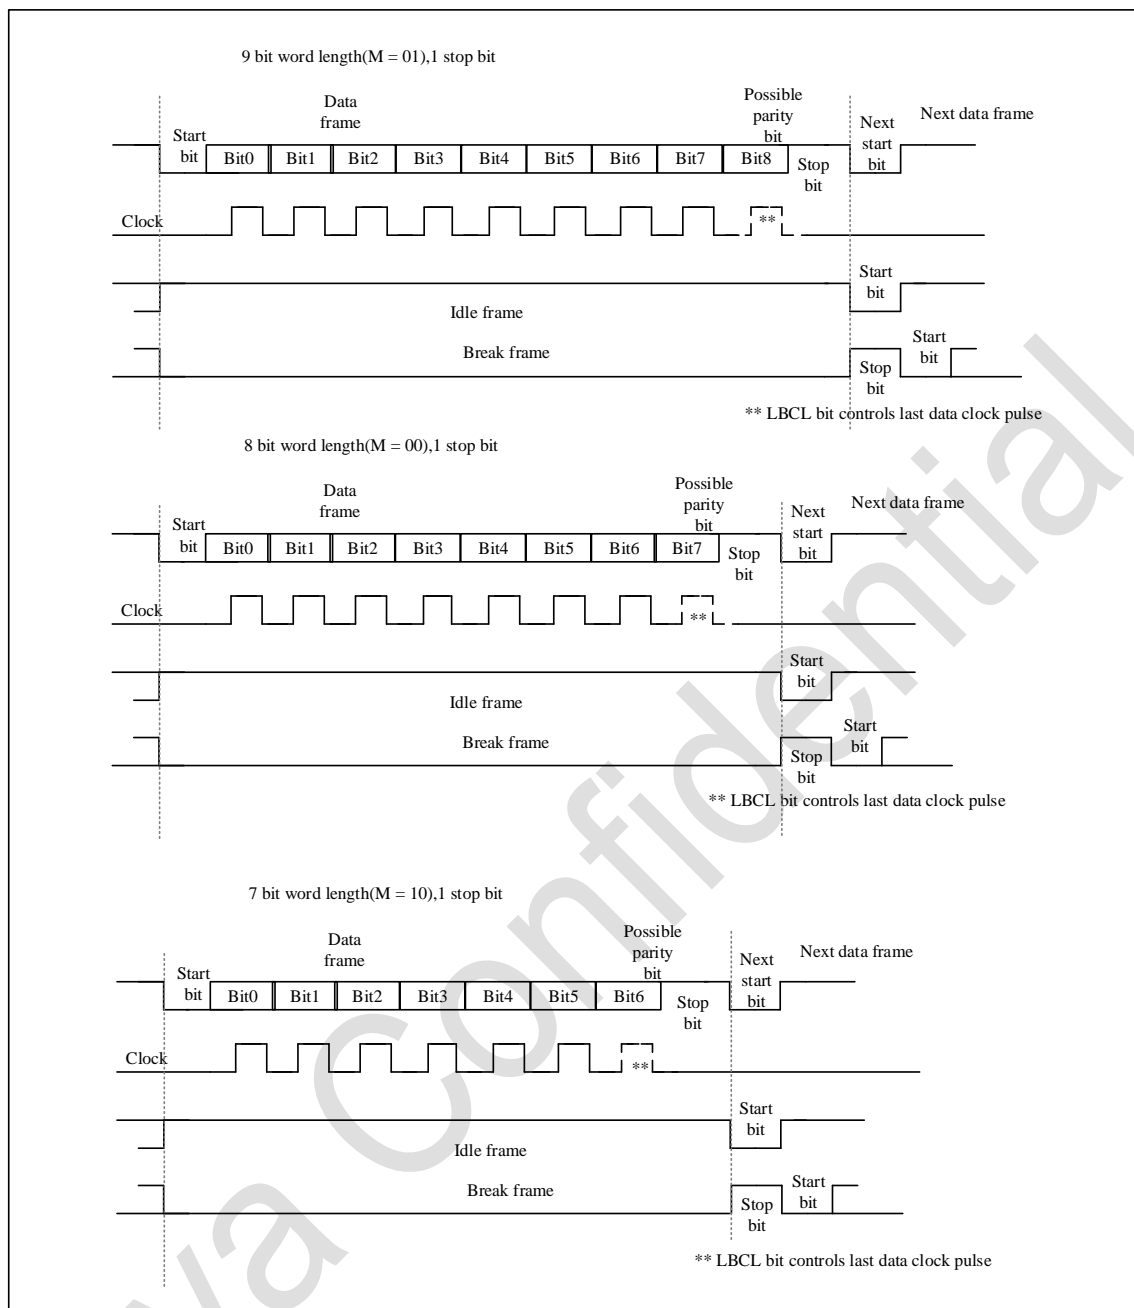 9 bit word length(M = 01),1 stop bit
Data
frame
Possible
parity
bit
Next data frame
Start
bit
Bit0 Bit1 Bit2 Bit3 Bit4 Bit5 Bit6 Bit7 Bit8
Stop
bit
Next
start
bit
Clock
**
Start
bit
Idle frame
Break frame
Start
bit
Stop
bit
** LBCL bit controls last data clock pulse
8 bit word length(M = 00),1 stop bit
Data
frame
Possible
parity
bit
Next data frame
Start
bit
Bit0 Bit1 Bit2 Bit3 Bit4 Bit5 Bit6 Bit7
Stop
bit
Next
start
bit
Clock
**
Start
bit
Idle frame
Break frame
Start
bit
Stop
bit
** LBCL bit controls last data clock pulse
7 bit word length(M = 10),1 stop bit
Data
frame
Possible
parity
bit
Next data frame
Start
bit
Bit0 Bit1 Bit2 Bit3 Bit4 Bit5 Bit6
Stop
bit
Next
start
bit
Clock
**
Start
bit
Idle frame
Break frame
Start
bit
Stop
bit
** LBCL bit controls last data clock pulse
va Confidential